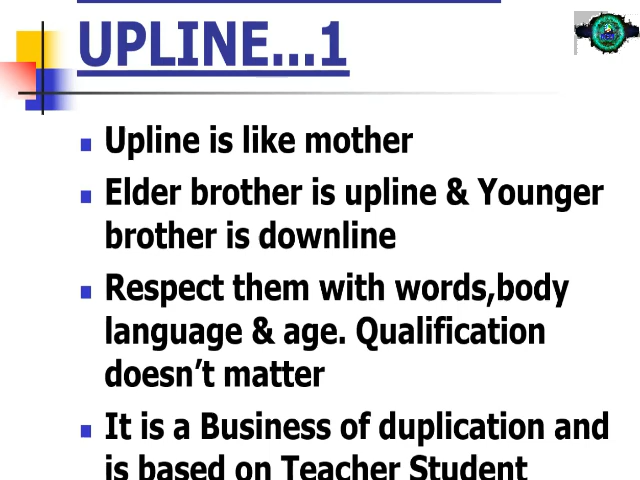 UPLINE...1
Upline is like mother
Elder brother is upline & Younger
brother is downline
Respect them with words,body
language & age. Qualification
doesn't matter
It is a Business of duplication and
is based on Teacher Student